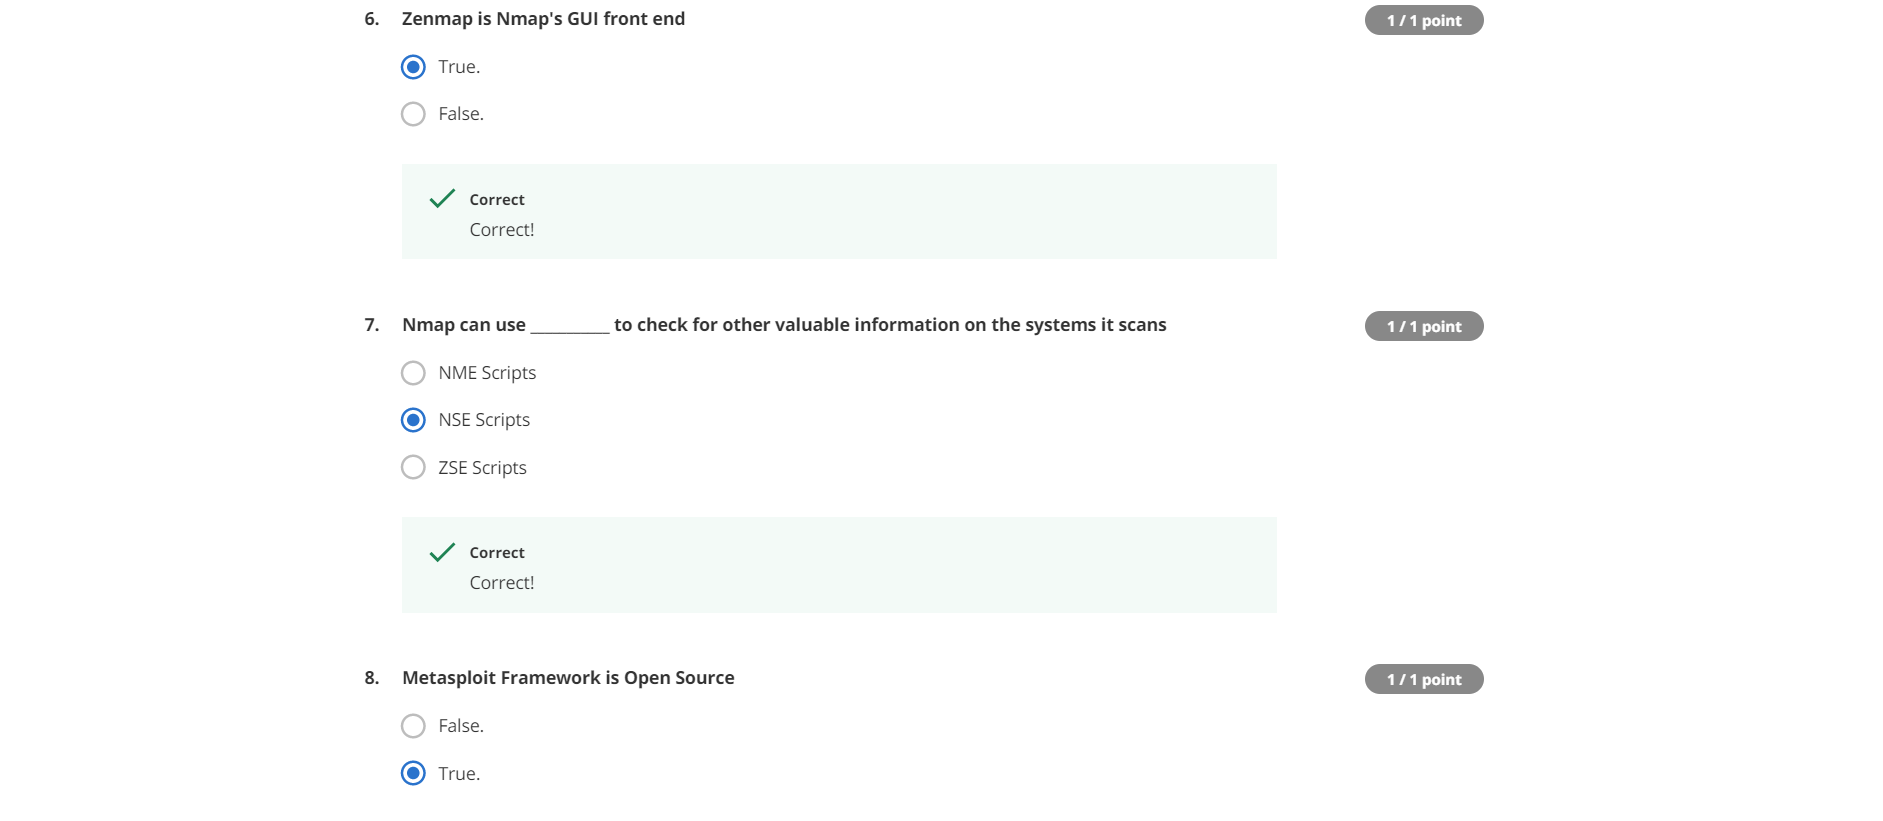 6. Zenmap is Nmap's GUI front end 1 / 1 point
True.
False.
Correct
Correct!
7. Nmap can use _________ to check for other valuable information on the systems it scans 1 / 1 point
NME Scripts
NSE Scripts
ZSE Scripts
Correct
Correct!
8. Metasploit Framework is Open Source 1 / 1 point
False.
True.